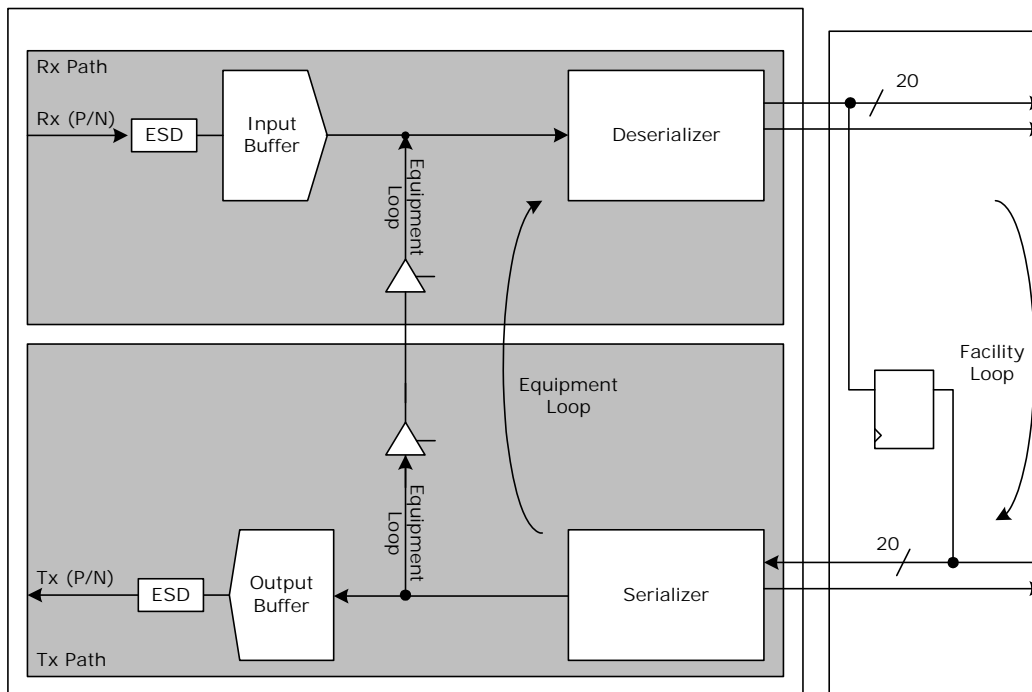 Rx Path
Rx (P/N)
ESD
Input
Buffer
Equipment
Loop
Deserializer
20
Equipment
Loop
Facility
Loop
Equipment
Loop
Tx (P/N)
ESD
Output
Buffer
Serializer
20
Tx Path